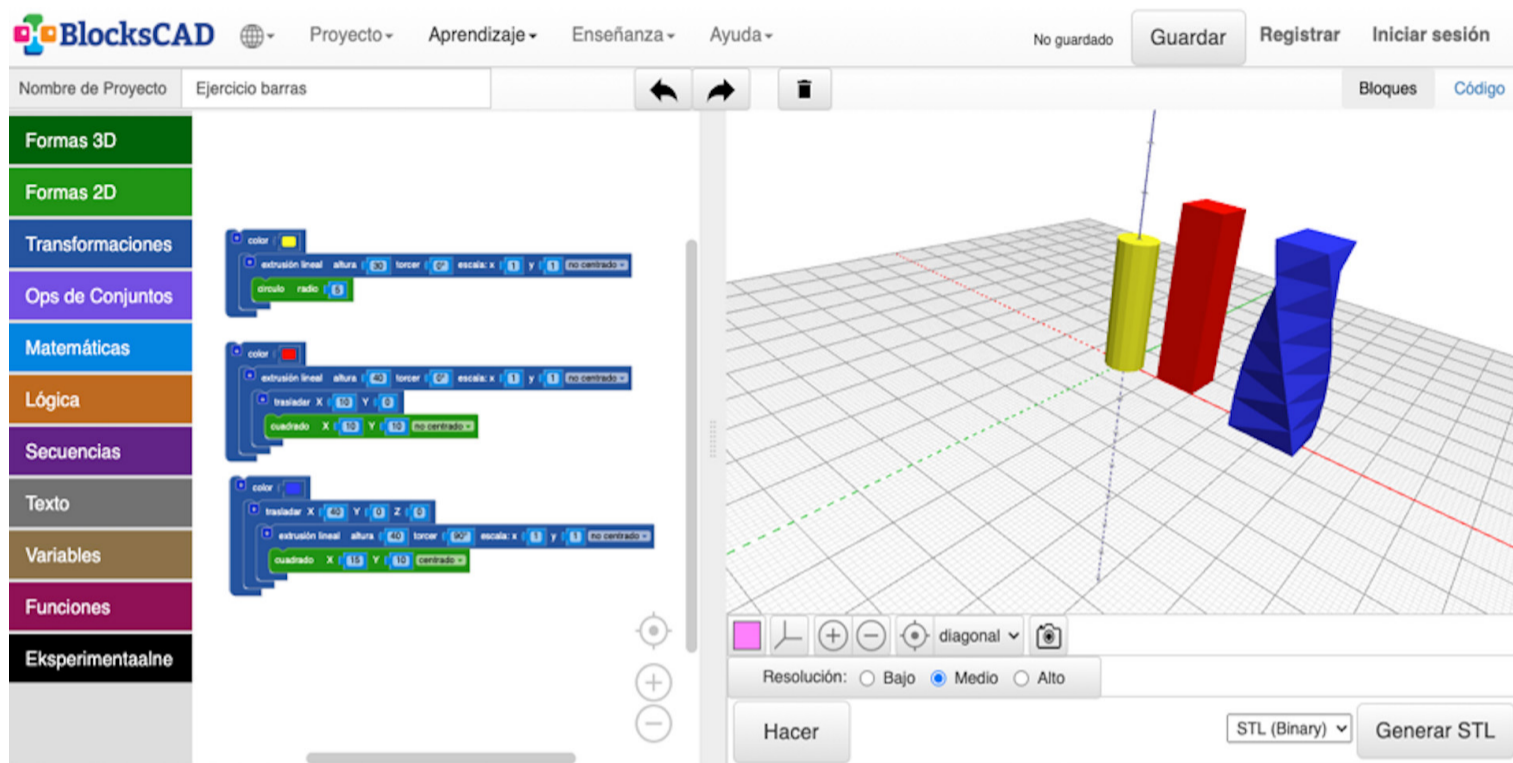 BlocksCAD Proyecto Aprendizaje Enseñanza Ayuda No guardado Guardar Registrar Iniciar sesión
Nombre de Proyecto Ejercicio barras Bloques Código
Formas 3D
Formas 2D
Transformaciones
Ops de Conjuntos
Matemáticas
Lógica
Secuencias
Texto
Variables
Funciones
Eksperimentaalne
color
extrusión lineal altura 30 torcer 0° escala: x 1 y 1 no centrado
círculo radio 5
color
extrusión lineal altura 40 torcer 0° escala: x 1 y 1 no centrado
trasladar X 10 Y 0
cuadrado X 10 Y 10 no centrado
color
trasladar X 40 Y 0 Z 0
extrusión lineal altura 40 torcer 90° escala: x 1 y 1 no centrado
cuadrado X 15 Y 10 centrado
diagonal
Resolución: Bajo Medio Alto
Hacer STL (Binary) Generar STL